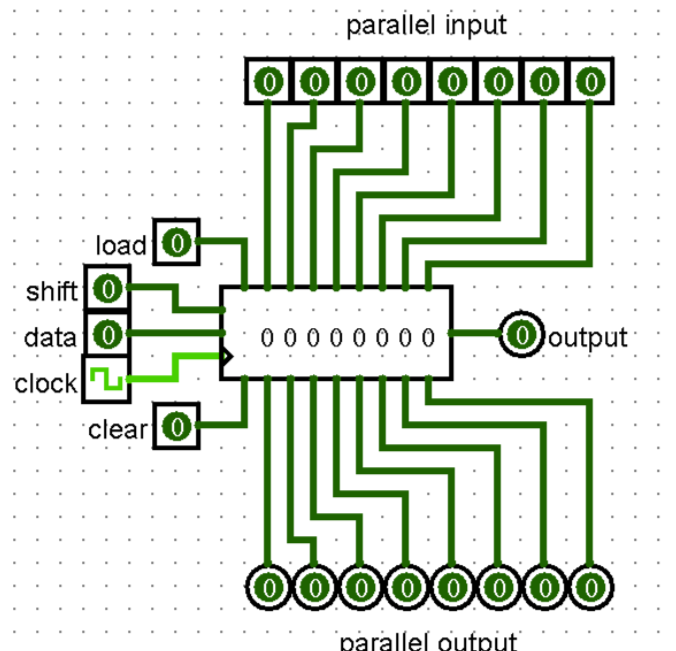 parallel input
0 0 0 0 0 0 0 0
load 0
shift 0
data 0
0 0 0 0 0 0 0 0
0 output
clock
clear 0
0 0 0 0 0 0 0 0
parallel output